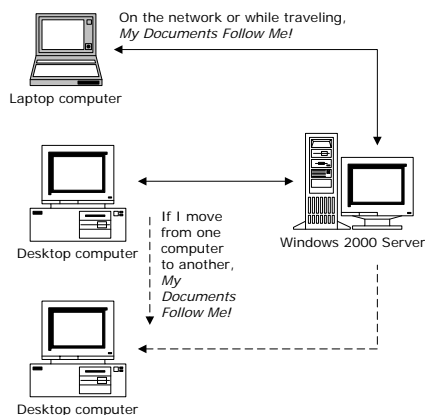 On the network or while traveling,
My Documents Follow Me!
Laptop computer
Desktop computer
If I move
from one
computer
to another,
My
Documents
Follow Me!
Windows 2000 Server
Desktop computer